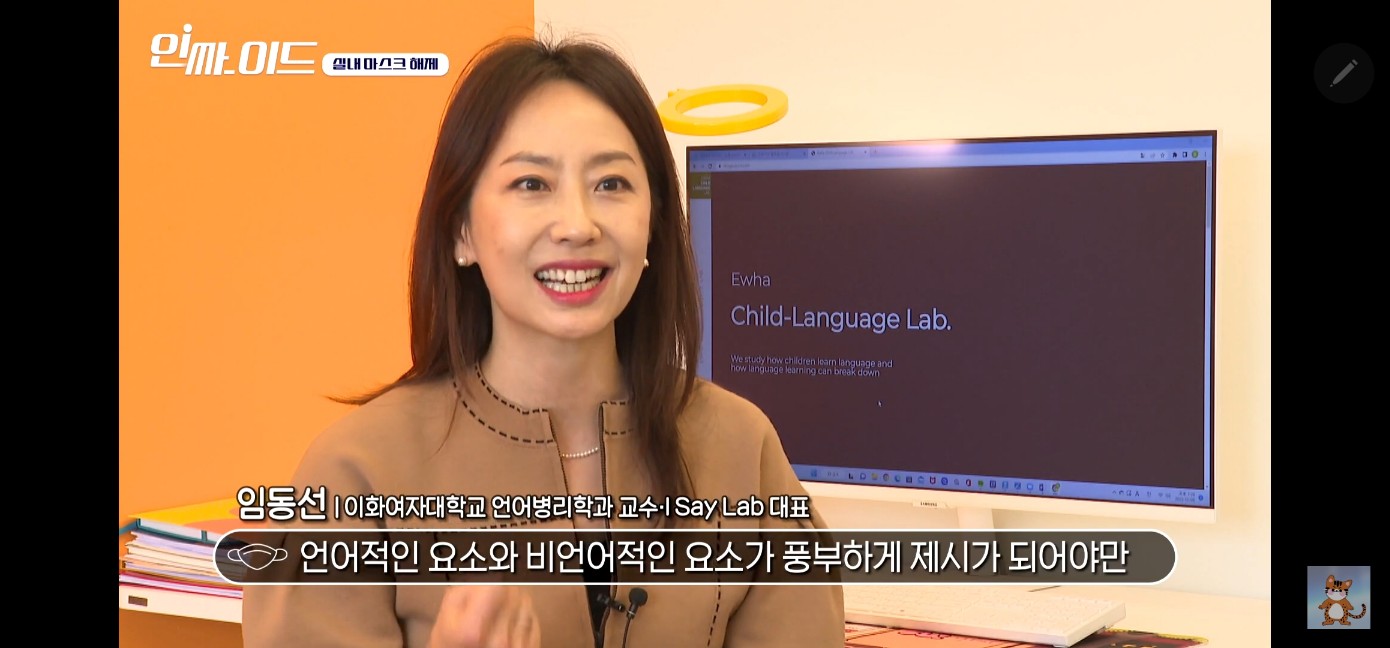 인싸_이드
실내 마스크 해제
Ewha
Child-Language Lab.
We study how children learn language and
how language learning can break down
SAMSUNG
임동선 | 이화여자대학교 언어병리학과 교수·I Say Lab 대표
언어적인 요소와 비언어적인 요소가 풍부하게 제시가 되어야만